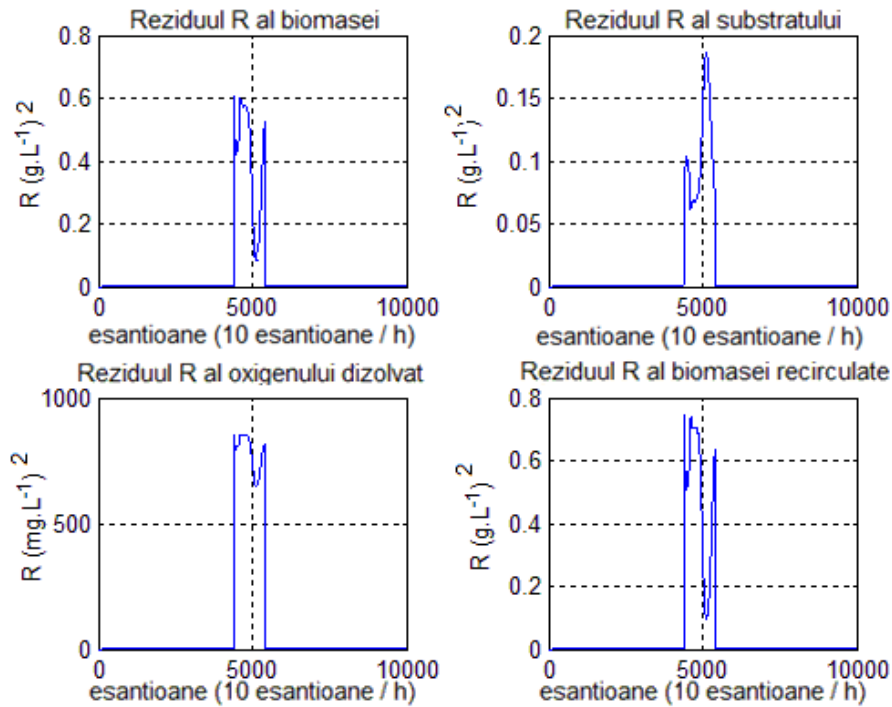 Reziduul R al biomasei
0.8
0.6
0.4
0.2
0
R (g.L-1) 2
0 5000 10000
esantioane (10 esantioane / h)
Reziduul R al substratului
0.2
0.15
0.1
0.05
0
R (g.L-1) 2
0 5000 10000
esantioane (10 esantioane / h)
Reziduul R al oxigenului dizolvat
1000
500
0
R (mg.L-1) 2
0 5000 10000
esantioane (10 esantioane / h)
Reziduul R al biomasei recirculate
0.8
0.6
0.4
0.2
0
R (g.L-1) 2
0 5000 10000
esantioane (10 esantioane / h)